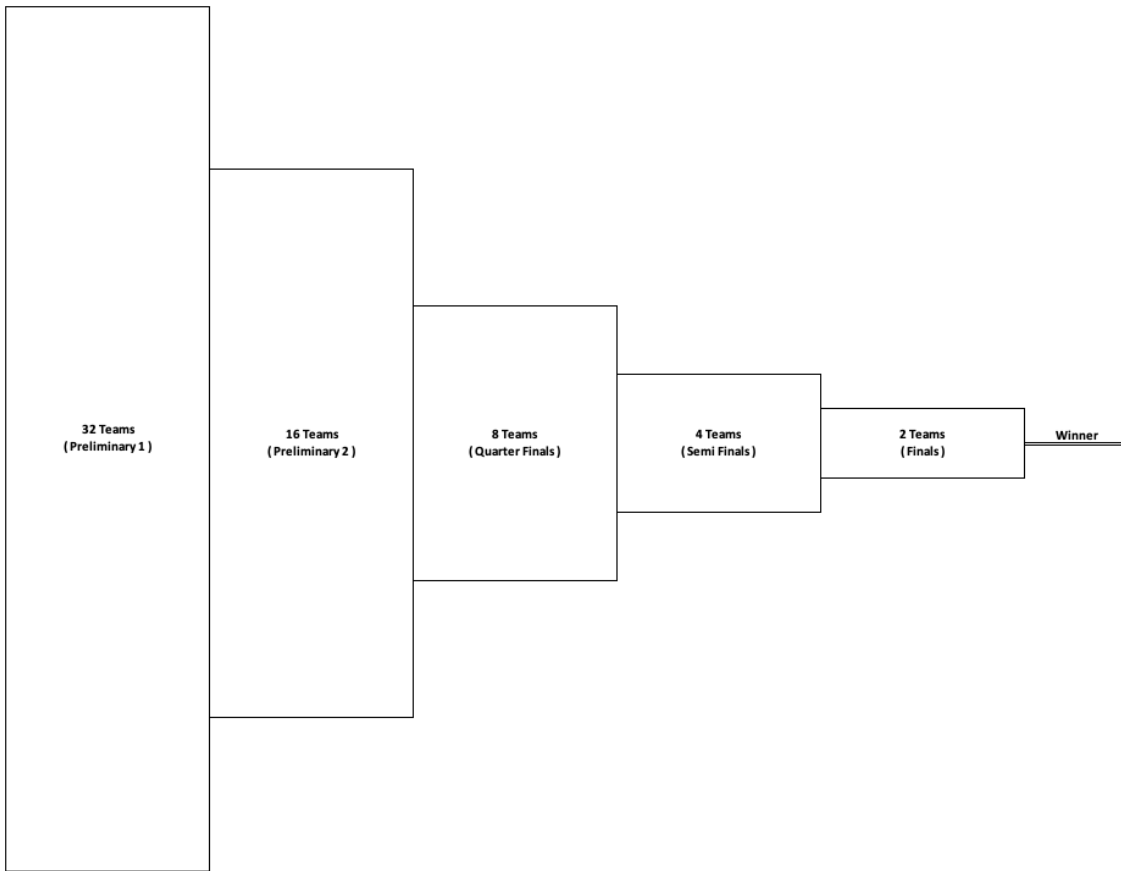 32 Teams
( Preliminary 1 )
16 Teams
( Preliminary 2 )
8 Teams
( Quarter Finals )
4 Teams
( Semi Finals )
2 Teams
( Finals )
Winner